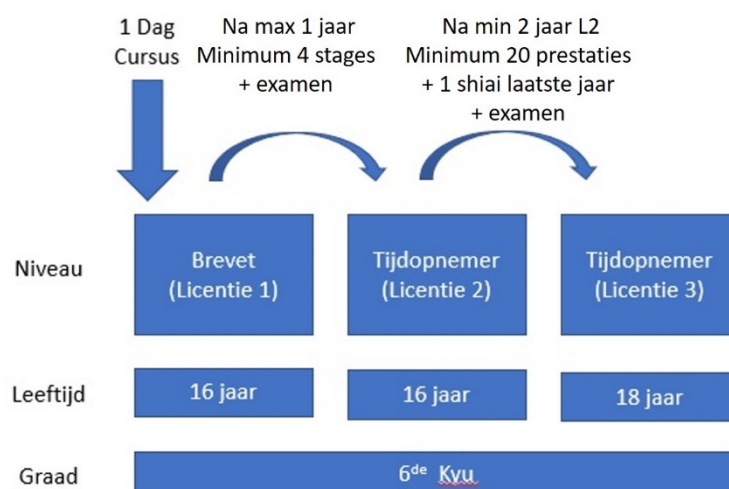 1 Dag
Cursus
Na max 1 jaar
Minimum 4 stages
+ examen
Na min 2 jaar L2
Minimum 20 prestaties
+ 1 shiai laatste jaar
+ examen
Niveau
Brevet
(Licentie 1)
Tijdopnemer
(Licentie 2)
Tijdopnemer
(Licentie 3)
Leeftijd
16 jaar
16 jaar
18 jaar
Graad
6de Kyu